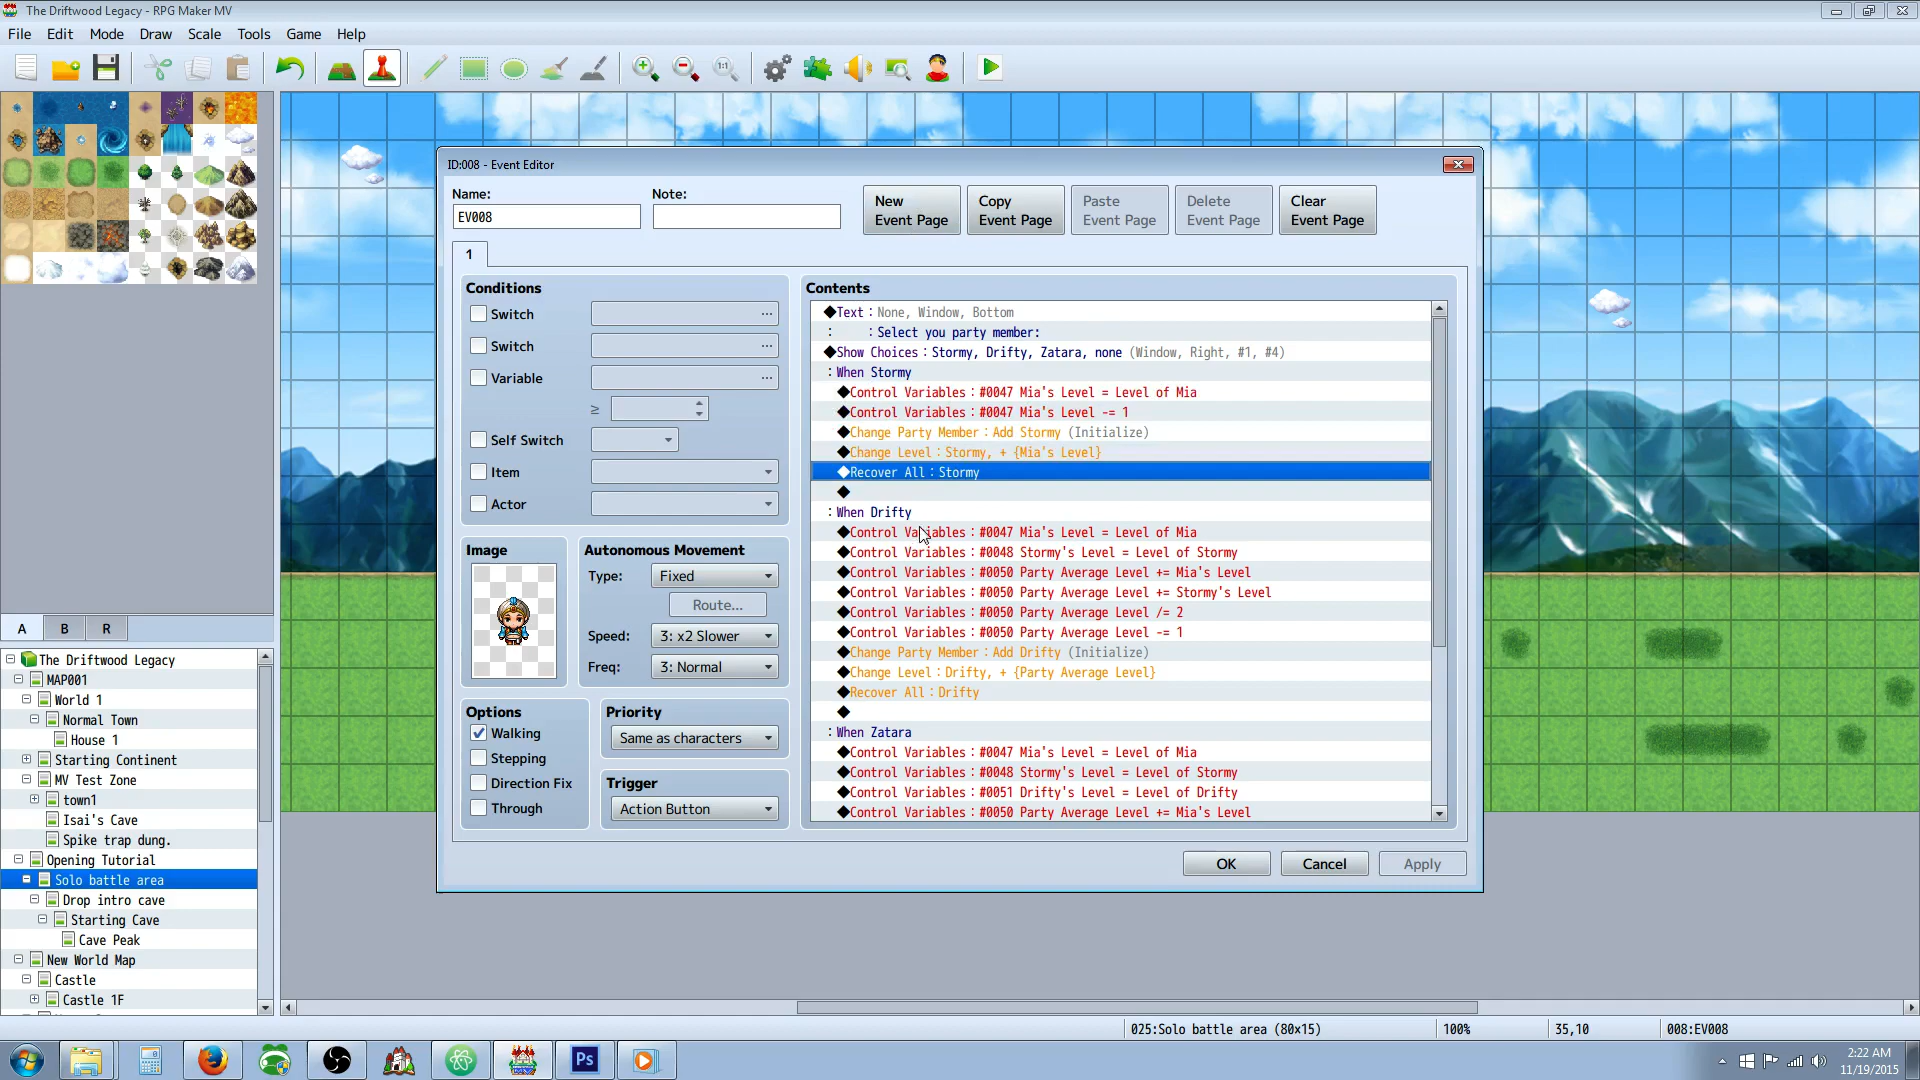 The Driftwood Legacy - RPG Maker MV
File Edit Mode Draw Scale Tools Game Help
1:1
ID:008 - Event Editor
Name:
Note:
EV008
New Event Page
Copy Event Page
Paste Event Page
Delete Event Page
Clear Event Page
1
Conditions
Switch ...
Switch ...
Variable ...
≥
Self Switch
Item
Actor
Image
Autonomous Movement
Type: Fixed
Route...
Speed: 3: x2 Slower
Freq: 3: Normal
Options
Walking
Stepping
Direction Fix
Through
Priority
Same as characters
Trigger
Action Button
Contents
◆Text : None, Window, Bottom
: : Select you party member:
◆Show Choices : Stormy, Drifty, Zatara, none (Window, Right, #1, #4)
: When Stormy
◆Control Variables : #0047 Mia's Level = Level of Mia
◆Control Variables : #0047 Mia's Level -= 1
◆Change Party Member : Add Stormy (Initialize)
◆Change Level : Stormy, + {Mia's Level}
◆Recover All : Stormy
◆
: When Drifty
◆Control Variables : #0047 Mia's Level = Level of Mia
◆Control Variables : #0048 Stormy's Level = Level of Stormy
◆Control Variables : #0050 Party Average Level += Mia's Level
◆Control Variables : #0050 Party Average Level += Stormy's Level
◆Control Variables : #0050 Party Average Level /= 2
◆Control Variables : #0050 Party Average Level -= 1
◆Change Party Member : Add Drifty (Initialize)
◆Change Level : Drifty, + {Party Average Level}
◆Recover All : Drifty
◆
: When Zatara
◆Control Variables : #0047 Mia's Level = Level of Mia
◆Control Variables : #0048 Stormy's Level = Level of Stormy
◆Control Variables : #0051 Drifty's Level = Level of Drifty
◆Control Variables : #0050 Party Average Level += Mia's Level
OK
Cancel
Apply
A B R
The Driftwood Legacy
MAP001
World 1
Normal Town
House 1
Starting Continent
MV Test Zone
town1
Isai's Cave
Spike trap dung.
Opening Tutorial
Solo battle area
Drop intro cave
Starting Cave
Cave Peak
New World Map
Castle
Castle 1F
025:Solo battle area (80x15)
100%
35,10
008:EV008
Ps
2:22 AM
11/19/2015